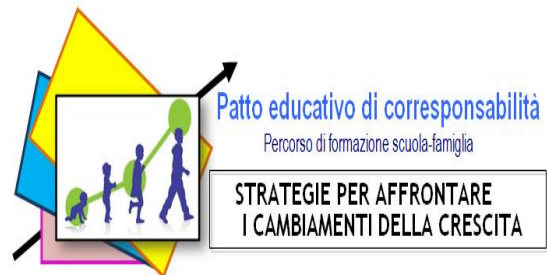 Patto educativo di corresponsabilità
Percorso di formazione scuola-famiglia
STRATEGIE PER AFFRONTARE
I CAMBIAMENTI DELLA CRESCITA